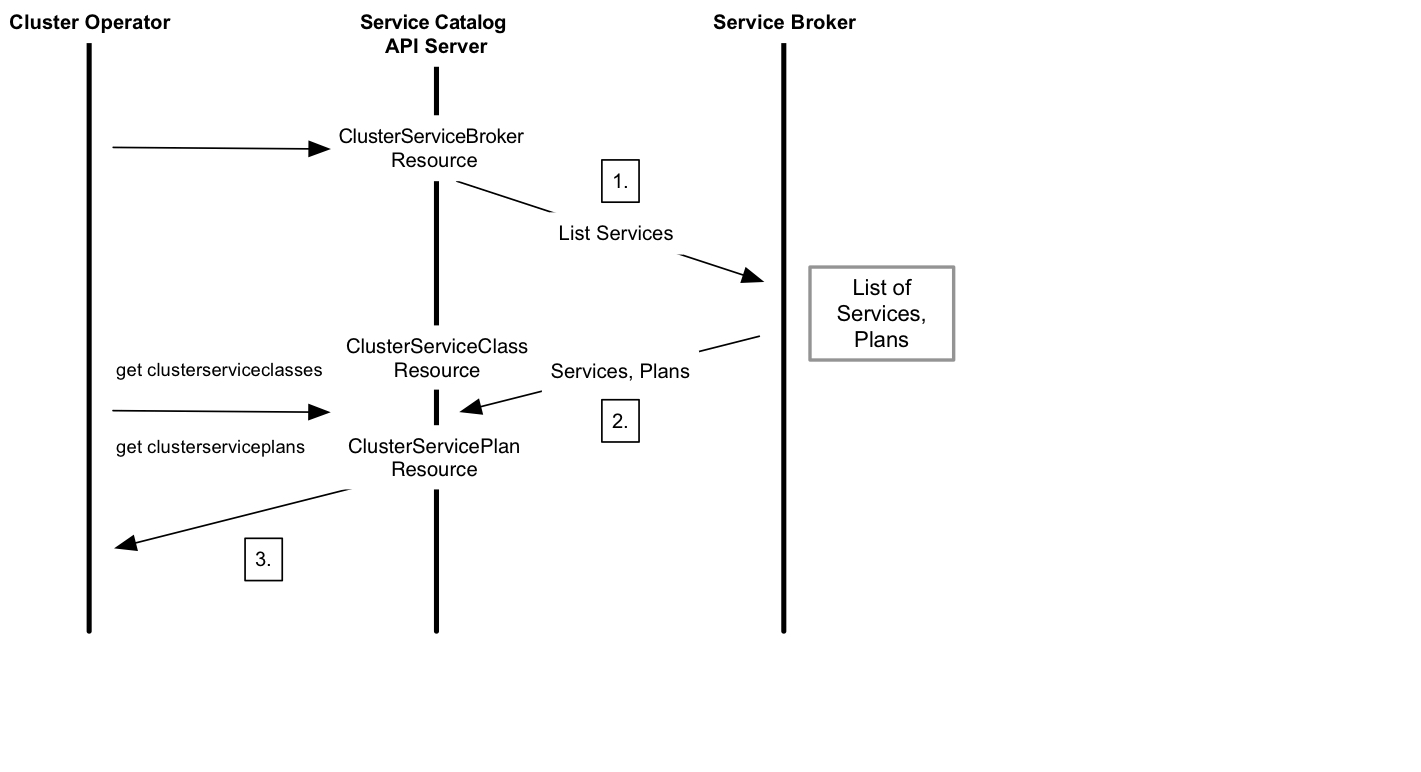 Cluster Operator
Service Catalog
API Server
Service Broker
ClusterServiceBroker
Resource
1.
List Services
List of
Services,
Plans
ClusterServiceClass
Resource
get clusterserviceclasses
Services, Plans
2.
get clusterserviceplans
ClusterServicePlan
Resource
3.